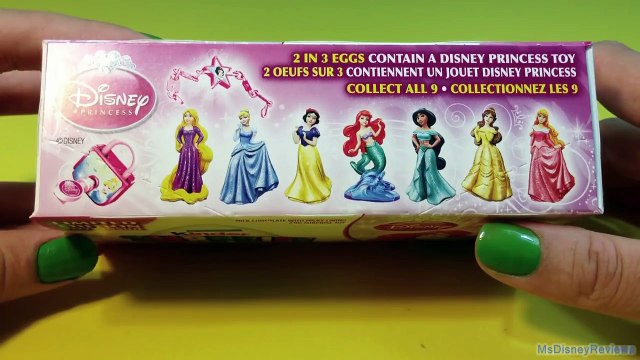 2 IN 3 EGGS CONTAIN A DISNEY PRINCESS TOY
2 OEUFS SUR 3 CONTIENNENT UN JOUET DISNEY PRINCESS
COLLECT ALL 9 • COLLECTIONNEZ LES 9
Disney
PRINCESS
©DISNEY
Kinder
MsDisneyReviews